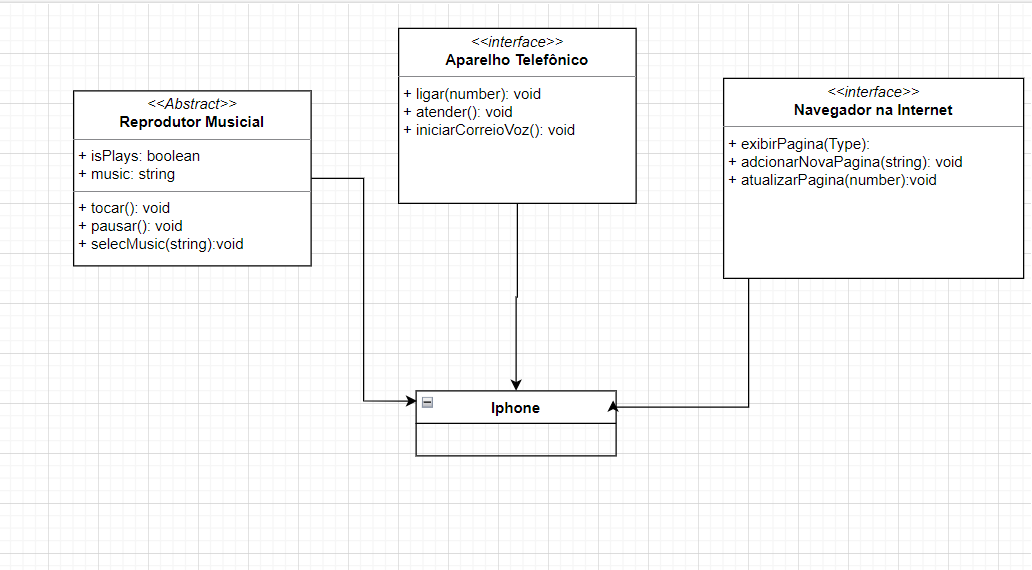 <<Abstract>>
Reprodutor Musicial
+ isPlays: boolean
+ music: string
+ tocar(): void
+ pausar(): void
+ selecMusic(string):void
<<interface>>
Aparelho Telefônico
+ ligar(number): void
+ atender(): void
+ iniciarCorreioVoz(): void
<<interface>>
Navegador na Internet
+ exibirPagina(Type):
+ adcionarNovaPagina(string): void
+ atualizarPagina(number):void
Iphone